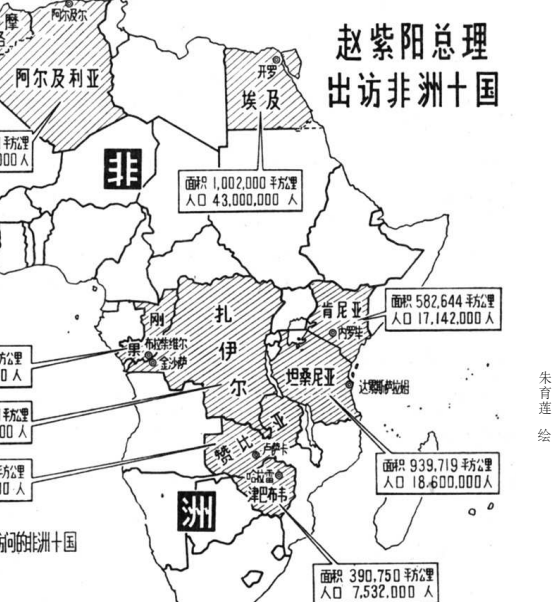 赵紫阳总理
出访非洲十国
摩
阿尔及尔
阿尔及利亚
平方公里
000人
开罗
埃及
非
面积 1,002,000 平方公里
人口 43,000,000 人
刚
果
布拉柴维尔
金沙萨
扎
伊
尔
肯尼亚
内罗毕
面积 582,644 平方公里
人口 17,142,000 人
坦桑尼亚
达累斯萨拉姆
面积 939,719 平方公里
人口 18,600,000 人
方公里
0人
平方公里
00人
平方公里
00人
赞比亚
卢萨卡
哈拉雷
津巴布韦
洲
面积 390,750 平方公里
人口 7,532,000 人
访问的非洲十国
朱育莲 绘